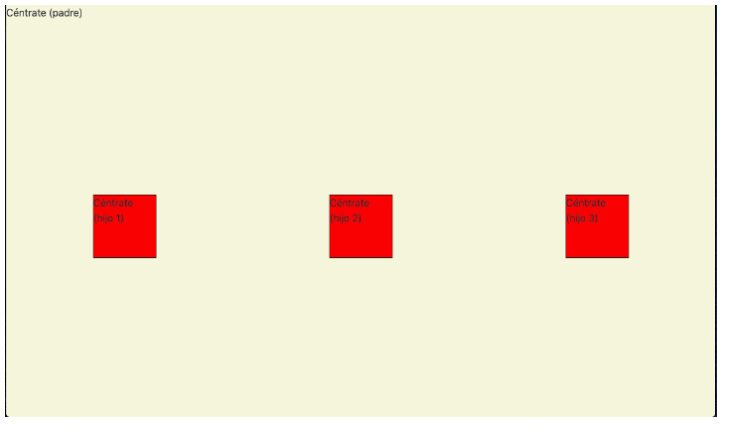 Céntrate (padre)
Céntrate
(hijo 1)
Céntrate
(hijo 2)
Céntrate
(hijo 3)